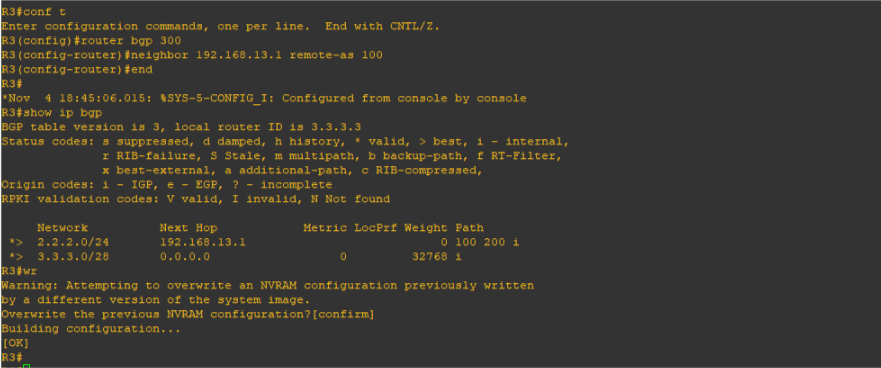 R3#conf t
Enter configuration commands, one per line.  End with CNTL/Z.
R3(config)#router bgp 300
R3(config-router)#neighbor 192.168.13.1 remote-as 100
R3(config-router)#end
R3#
*Nov  4 18:45:06.015: %SYS-5-CONFIG_I: Configured from console by console
R3#show ip bgp
BGP table version is 3, local router ID is 3.3.3.3
Status codes: s suppressed, d damped, h history, * valid, > best, i - internal,
              r RIB-failure, S Stale, m multipath, b backup-path, f RT-Filter,
              x best-external, a additional-path, c RIB-compressed,
Origin codes: i - IGP, e - EGP, ? - incomplete
RPKI validation codes: V valid, I invalid, N Not found
     Network          Next Hop            Metric LocPrf Weight Path
 *>  2.2.2.0/24       192.168.13.1                           0 100 200 i
 *>  3.3.3.0/28       0.0.0.0                  0         32768 i
R3#wr
Warning: Attempting to overwrite an NVRAM configuration previously written
by a different version of the system image.
Overwrite the previous NVRAM configuration?[confirm]
Building configuration...
[OK]
R3#